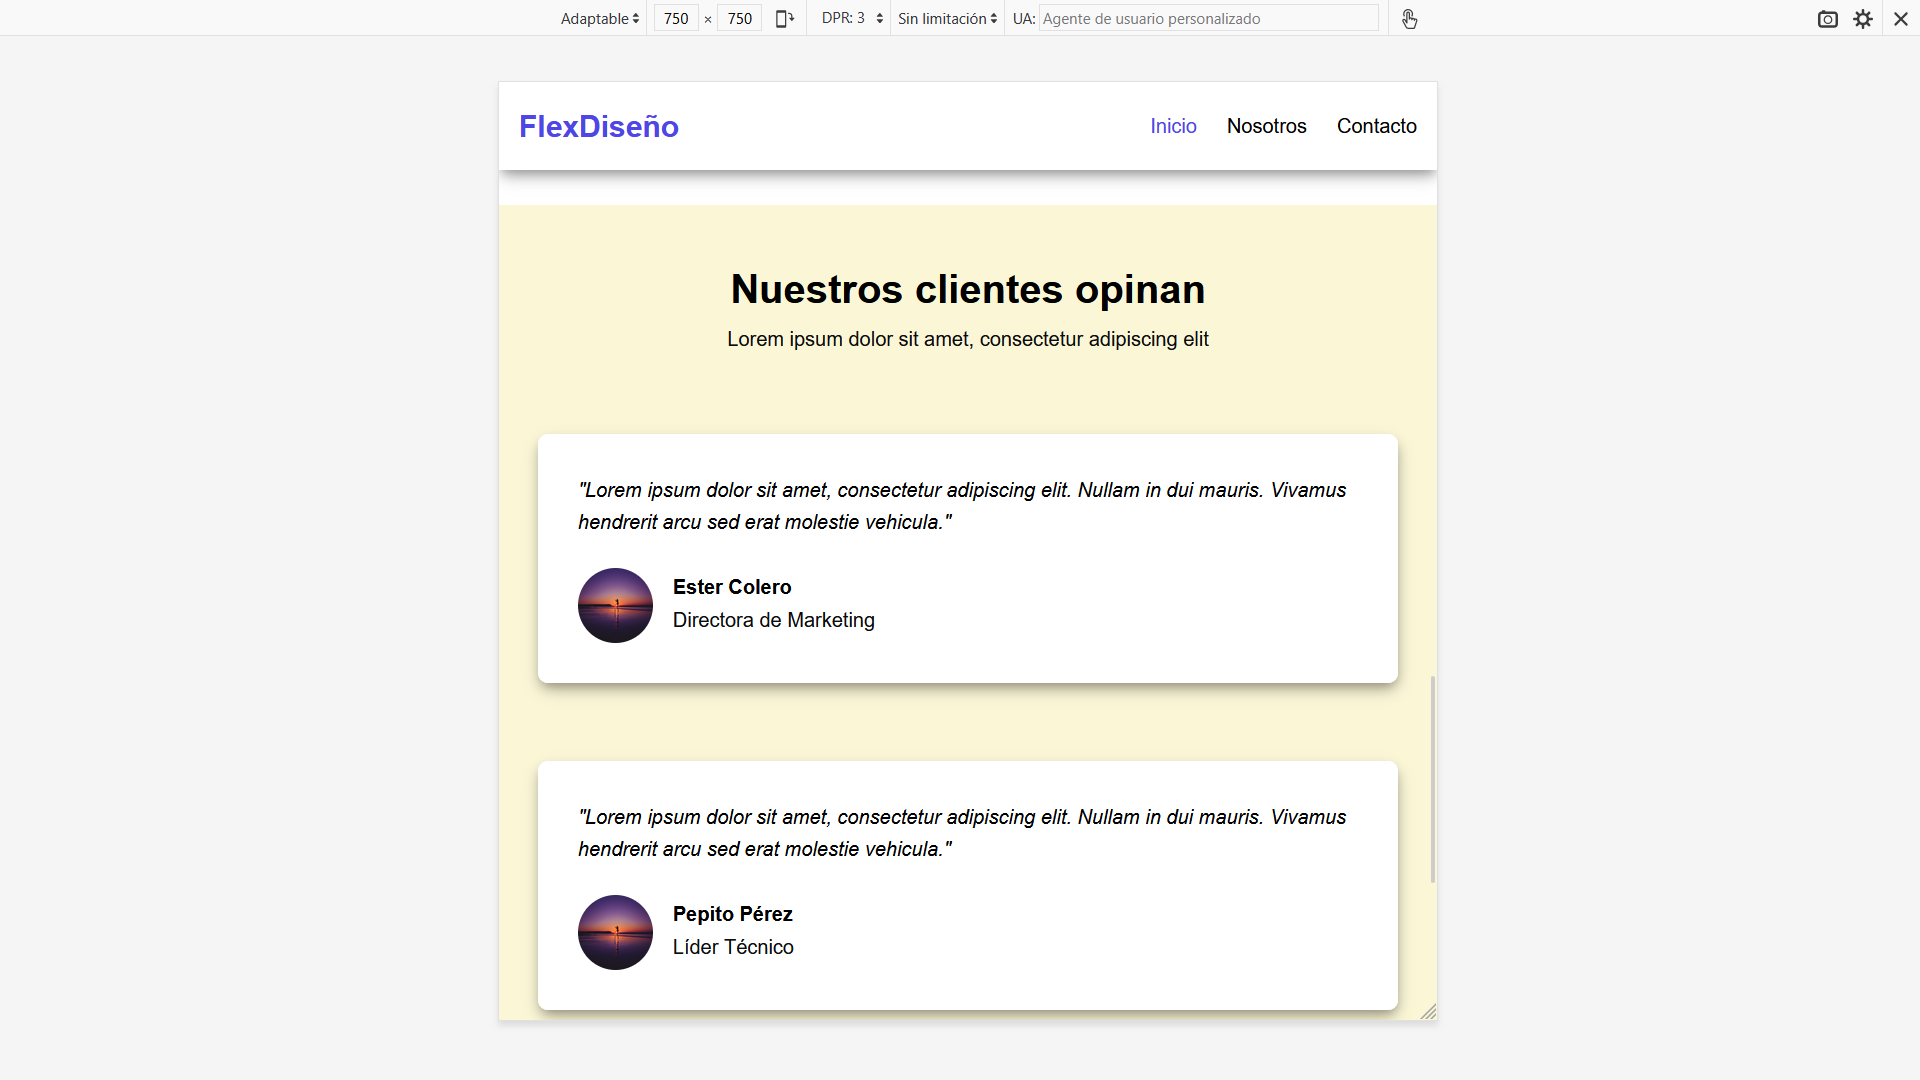 Adaptable 750 × 750 DPR: 3 Sin limitación UA: Agente de usuario personalizado
FlexDiseño
Inicio Nosotros Contacto
Nuestros clientes opinan
Lorem ipsum dolor sit amet, consectetur adipiscing elit
"Lorem ipsum dolor sit amet, consectetur adipiscing elit. Nullam in dui mauris. Vivamus
hendrerit arcu sed erat molestie vehicula."
Ester Colero
Directora de Marketing
"Lorem ipsum dolor sit amet, consectetur adipiscing elit. Nullam in dui mauris. Vivamus
hendrerit arcu sed erat molestie vehicula."
Pepito Pérez
Líder Técnico